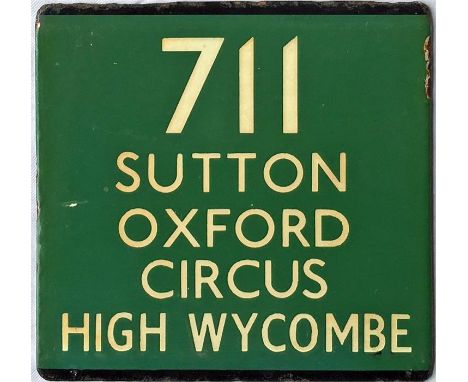 711
SUTTON
OXFORD
CIRCUS
HIGH WYCOMBE